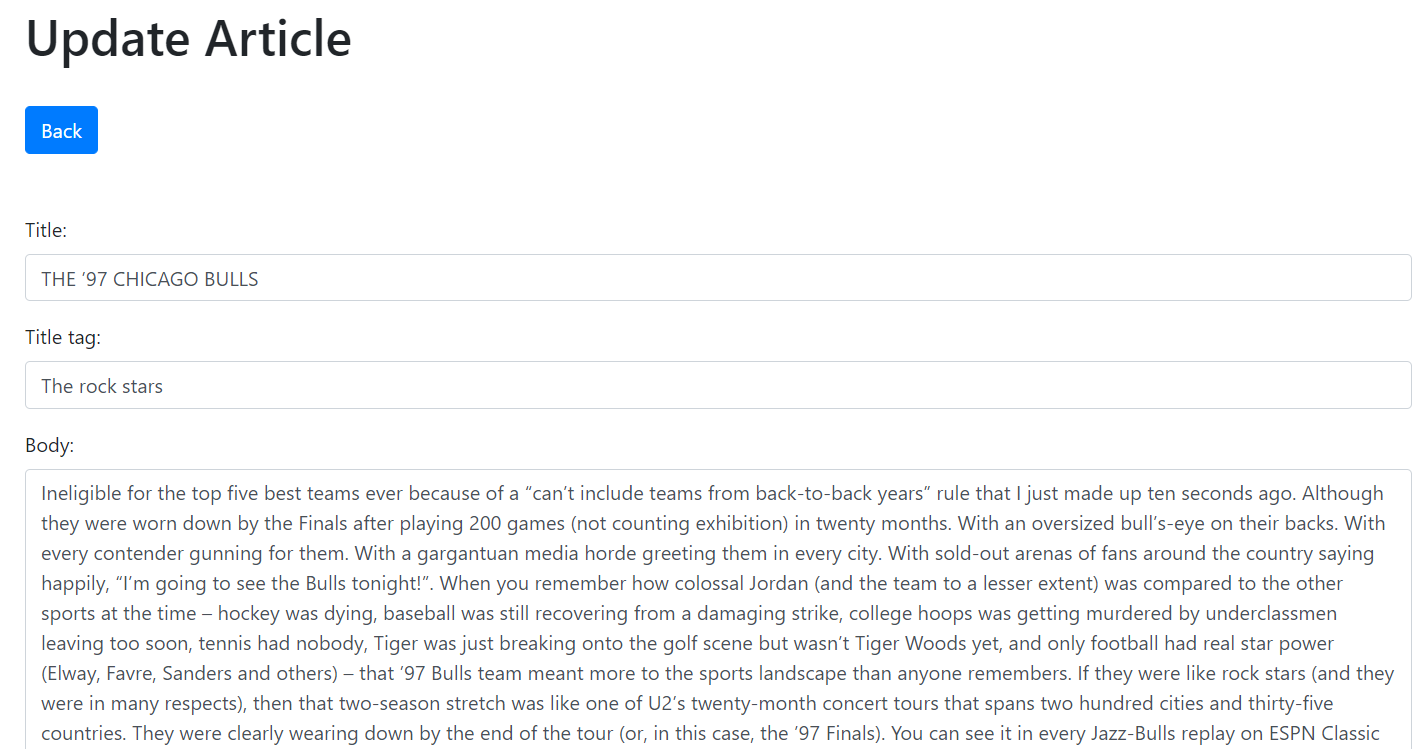 Update Article
Back
Title:
THE ’97 CHICAGO BULLS
Title tag:
The rock stars
Body:
Ineligible for the top five best teams ever because of a “can’t include teams from back-to-back years” rule that I just made up ten seconds ago. Although
they were worn down by the Finals after playing 200 games (not counting exhibition) in twenty months. With an oversized bull’s-eye on their backs. With
every contender gunning for them. With a gargantuan media horde greeting them in every city. With sold-out arenas of fans around the country saying
happily, “I’m going to see the Bulls tonight!”. When you remember how colossal Jordan (and the team to a lesser extent) was compared to the other
sports at the time – hockey was dying, baseball was still recovering from a damaging strike, college hoops was getting murdered by underclassmen
leaving too soon, tennis had nobody, Tiger was just breaking onto the golf scene but wasn’t Tiger Woods yet, and only football had real star power
(Elway, Favre, Sanders and others) – that ’97 Bulls team meant more to the sports landscape than anyone remembers. If they were like rock stars (and they
were in many respects), then that two-season stretch was like one of U2’s twenty-month concert tours that spans two hundred cities and thirty-five
countries. They were clearly wearing down by the end of the tour (or, in this case, the ’97 Finals). You can see it in every Jazz-Bulls replay on ESPN Classic